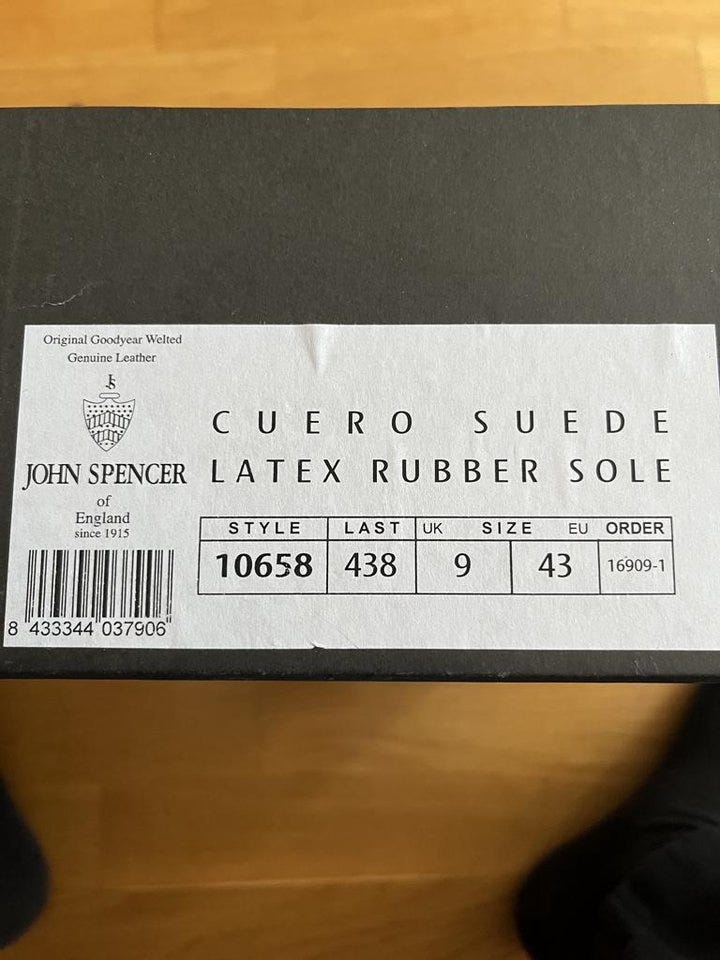 Original Goodyear Welted
Genuine Leather
JS
JOHN SPENCER
of
England
since 1915
8 433344 037906
CUERO SUEDE
LATEX RUBBER SOLE
STYLE LAST UK SIZE EU ORDER
10658 438 9 43 16909-1